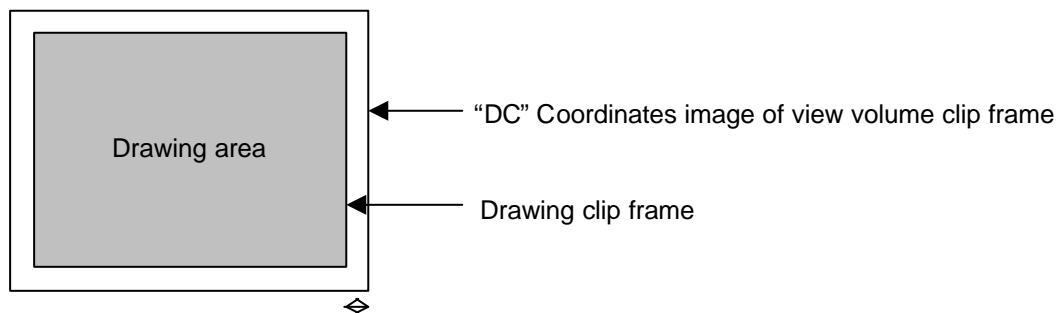 “DC” Coordinates image of view volume clip frame
Drawing area
Drawing clip frame